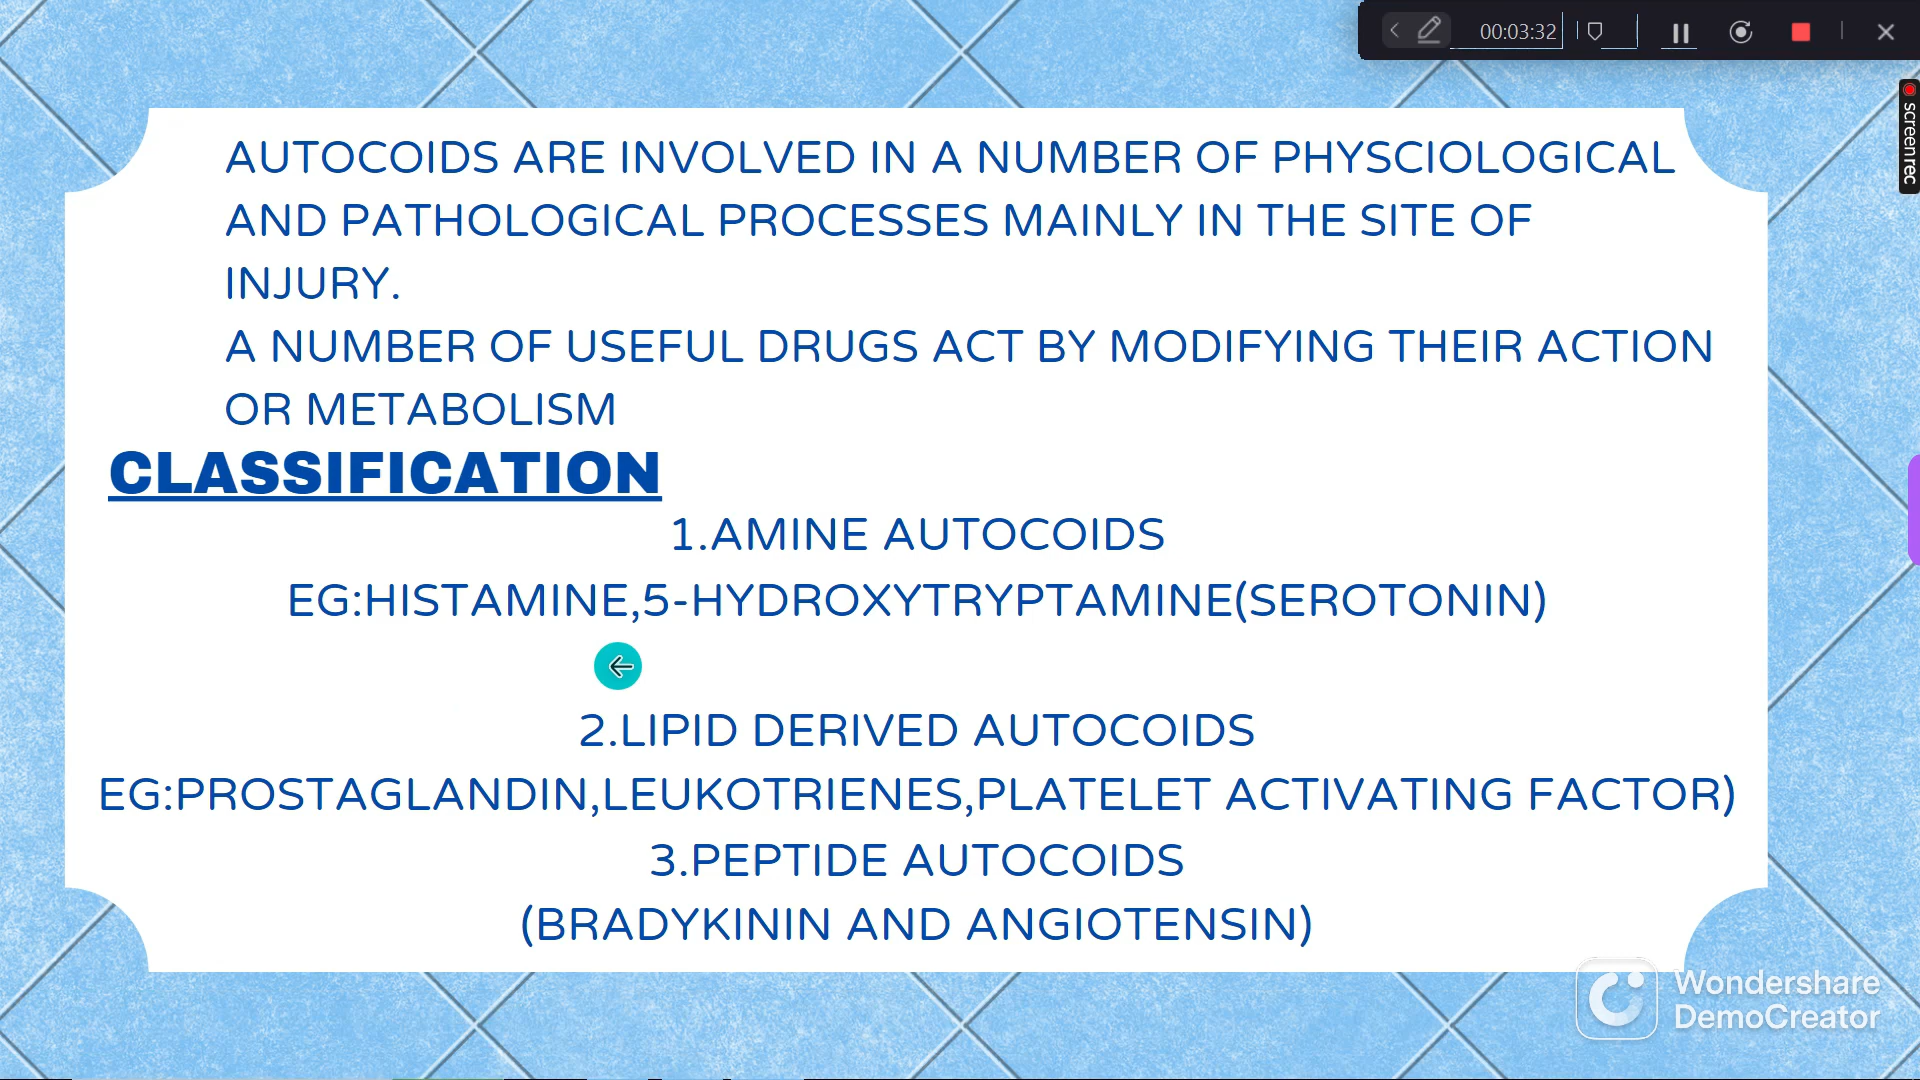 00:03:32
screenrec
AUTOCOIDS ARE INVOLVED IN A NUMBER OF PHYSCIOLOGICAL
AND PATHOLOGICAL PROCESSES MAINLY IN THE SITE OF
INJURY.
A NUMBER OF USEFUL DRUGS ACT BY MODIFYING THEIR ACTION
OR METABOLISM
CLASSIFICATION
1.AMINE AUTOCOIDS
EG:HISTAMINE,5-HYDROXYTRYPTAMINE(SEROTONIN)
2.LIPID DERIVED AUTOCOIDS
EG:PROSTAGLANDIN,LEUKOTRIENES,PLATELET ACTIVATING FACTOR)
3.PEPTIDE AUTOCOIDS
(BRADYKININ AND ANGIOTENSIN)
Wondershare
DemoCreator